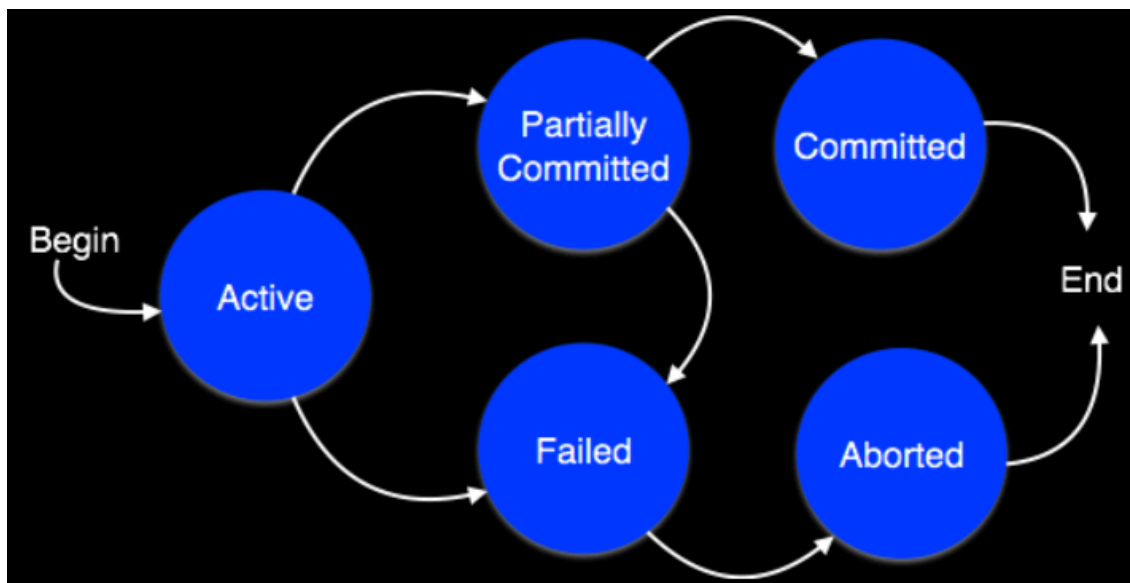 Begin
Active
Partially
Committed
Committed
Failed
Aborted
End